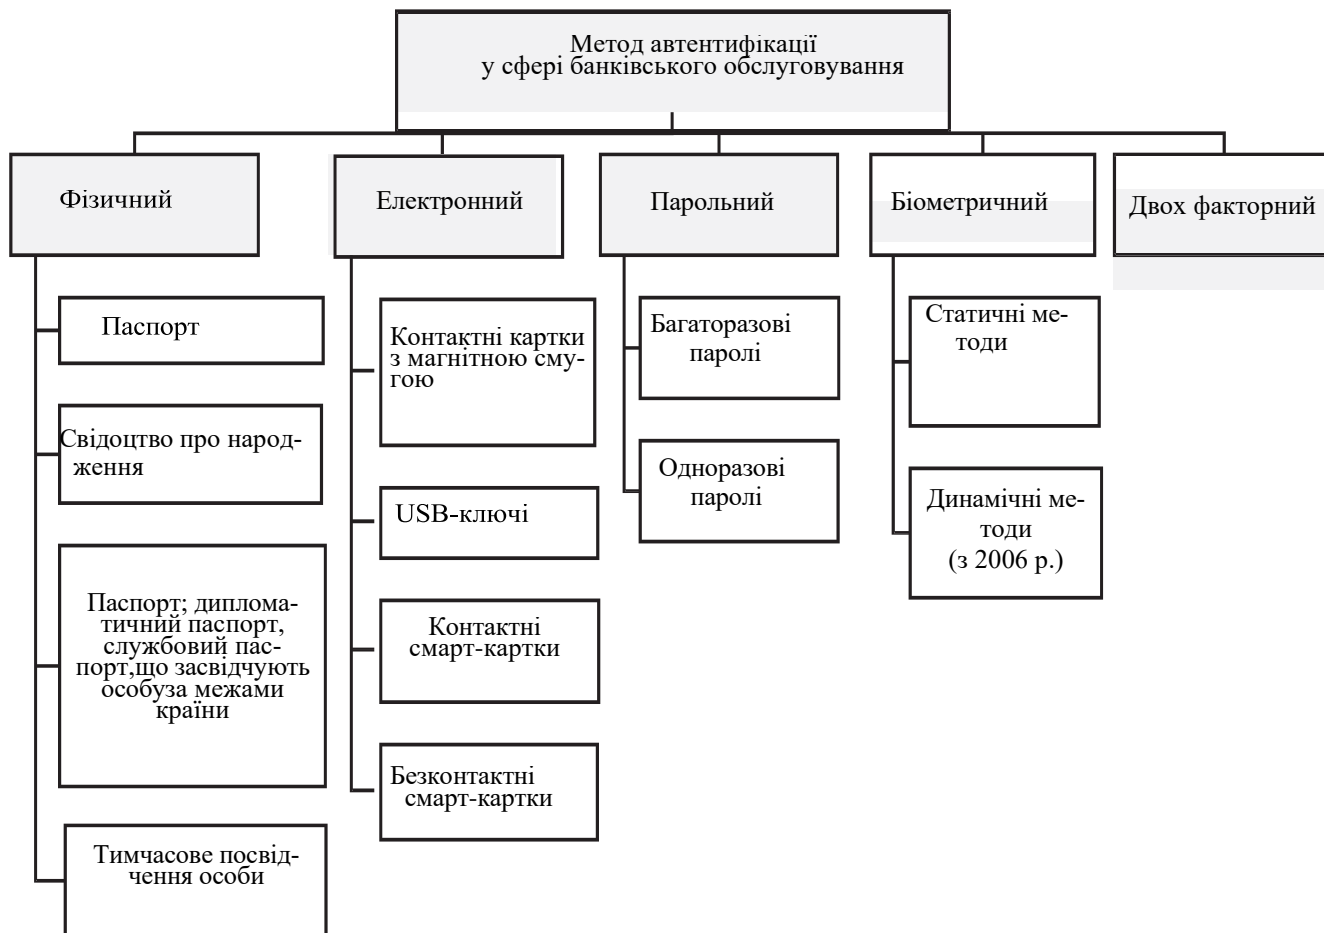 Метод автентифікації
у сфері банківського обслуговування
Фізичний
Електронний
Парольний
Біометричний
Двох факторний
Паспорт
Свідоцтво про народ-
ження
Паспорт; диплома-
тичний паспорт,
службовий пас-
порт,що засвідчують
особуза межами
країни
Тимчасове посвід-
чення особи
Контактні картки
з магнітною сму-
гою
USB-ключі
Контактні
смарт-картки
Безконтактні
смарт-картки
Багаторазові
паролі
Одноразові
паролі
Статичні ме-
тоди
Динамічні ме-
тоди
(з 2006 р.)